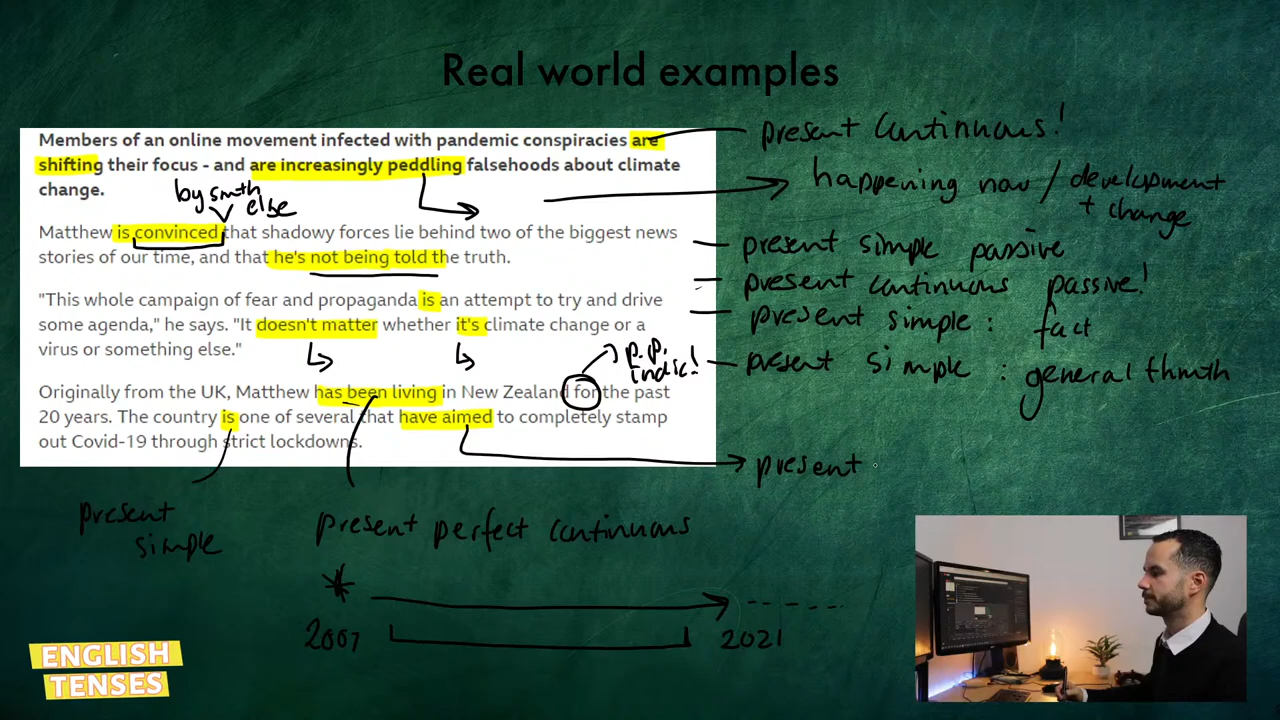 Real world examples
Members of an online movement infected with pandemic conspiracies are
shifting their focus - and are increasingly peddling falsehoods about climate
change.
by smth
else
Matthew is convinced that shadowy forces lie behind two of the biggest news
stories of our time, and that he's not being told the truth.
"This whole campaign of fear and propaganda is an attempt to try and drive
some agenda," he says. "It doesn't matter whether it's climate change or a
virus or something else."
p.p.
indic!
Originally from the UK, Matthew has been living in New Zealand for the past
20 years. The country is one of several that have aimed to completely stamp
out Covid-19 through strict lockdowns.
present continuous!
happening now / development
+ change
present simple passive
present continuous passive!
present simple : fact
present simple : general thruth
present
present
simple
present perfect continuous
2001 2021
ENGLISH
TENSES